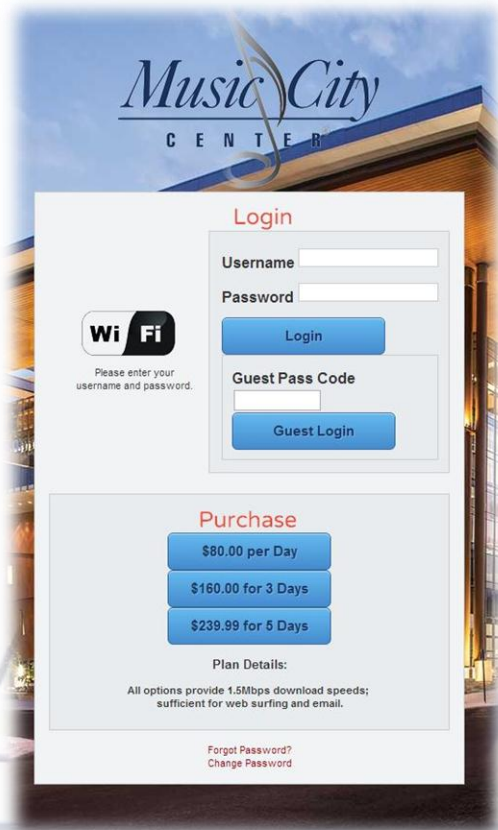 Music City
CENTER
Login
Username
Password
Login
Wi Fi
Please enter your
username and password.
Guest Pass Code
Guest Login
Purchase
$80.00 per Day
$160.00 for 3 Days
$239.99 for 5 Days
Plan Details:
All options provide 1.5Mbps download speeds;
sufficient for web surfing and email.
Forgot Password?
Change Password